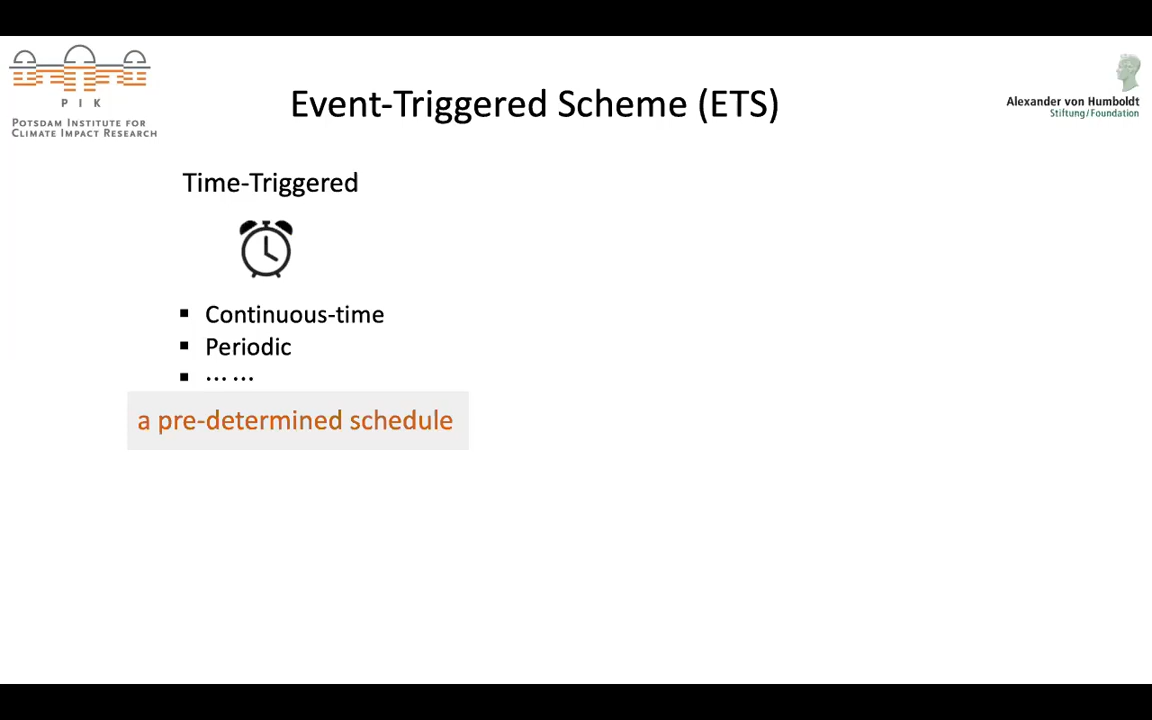 P I K
POTSDAM INSTITUTE FOR
CLIMATE IMPACT RESEARCH
Event-Triggered Scheme (ETS)
Alexander von Humboldt
Stiftung/Foundation
Time-Triggered
▪ Continuous-time
▪ Periodic
▪ ... ...
a pre-determined schedule